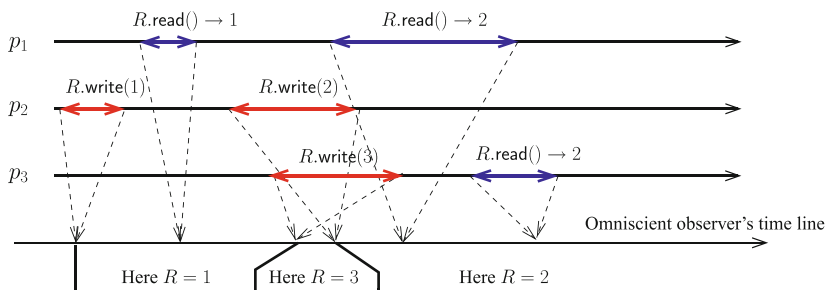 R.read() → 1 R.read() → 2
p₁
R.write(1) R.write(2)
p₂
R.write(3) R.read() → 2
p₃
Omniscient observer's time line
Here R = 1 Here R = 3 Here R = 2